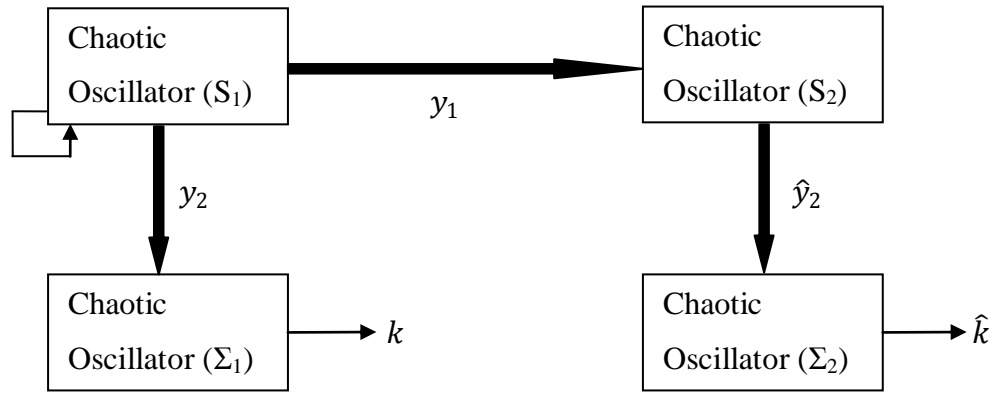 Chaotic
Oscillator (S₁)
Chaotic
Oscillator (S₂)
y₁
y₂
ŷ₂
Chaotic
Oscillator (Σ₁)
k
Chaotic
Oscillator (Σ₂)
k̂